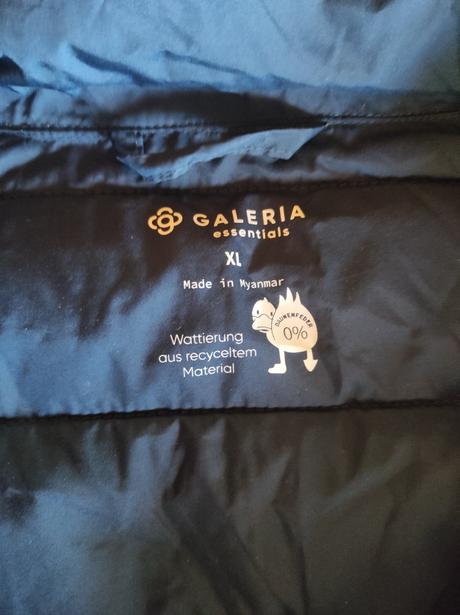 GALERIA
essentials
XL
Made in Myanmar
DAUNENFEDER
0%
Wattierung
aus recyceltem
Material